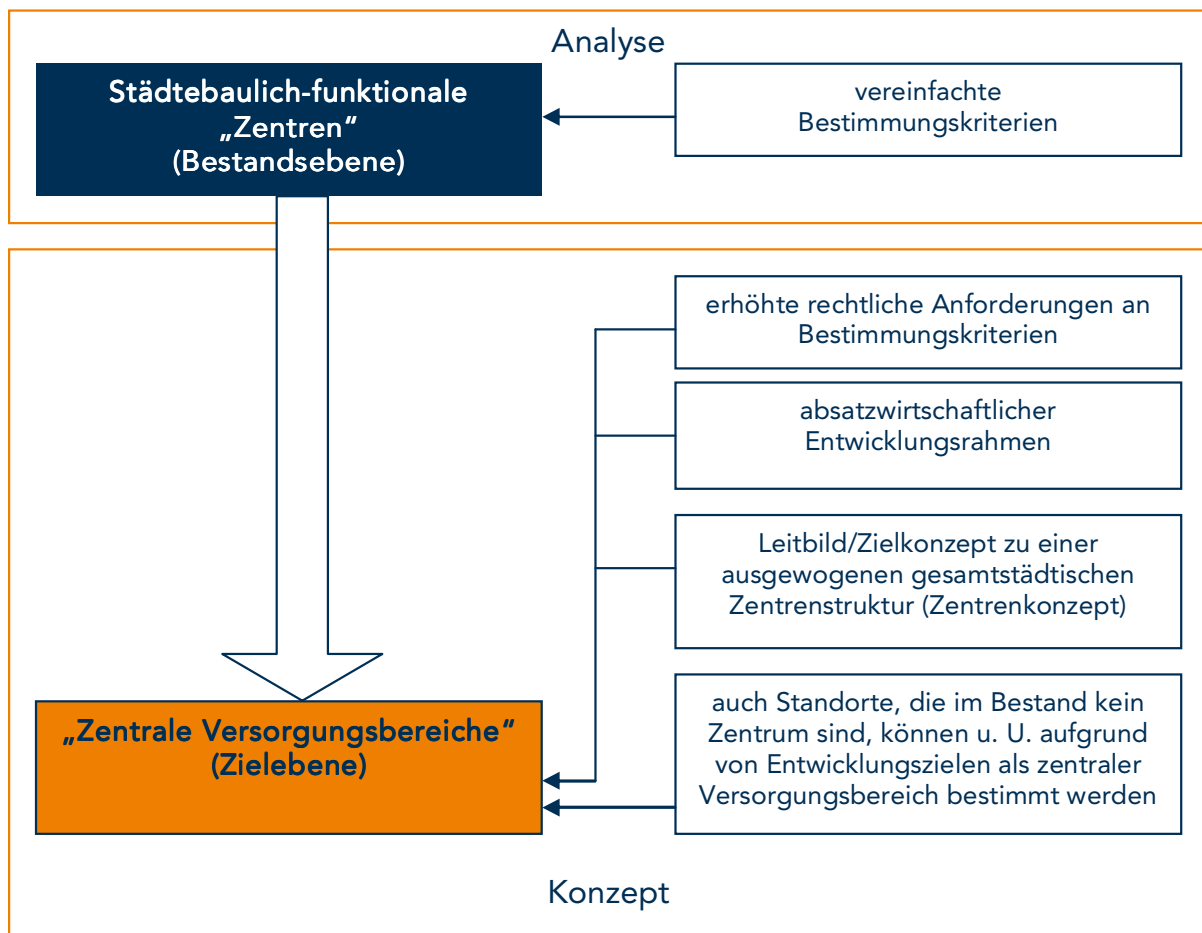 Analyse
Städtebaulich-funktionale
„Zentren“
(Bestandsebene)
vereinfachte
Bestimmungskriterien
erhöhte rechtliche Anforderungen an
Bestimmungskriterien
absatzwirtschaftlicher
Entwicklungsrahmen
Leitbild/Zielkonzept zu einer
ausgewogenen gesamtstädtischen
Zentrenstruktur (Zentrenkonzept)
auch Standorte, die im Bestand kein
Zentrum sind, können u. U. aufgrund
von Entwicklungszielen als zentraler
Versorgungsbereich bestimmt werden
„Zentrale Versorgungsbereiche“
(Zielebene)
Konzept